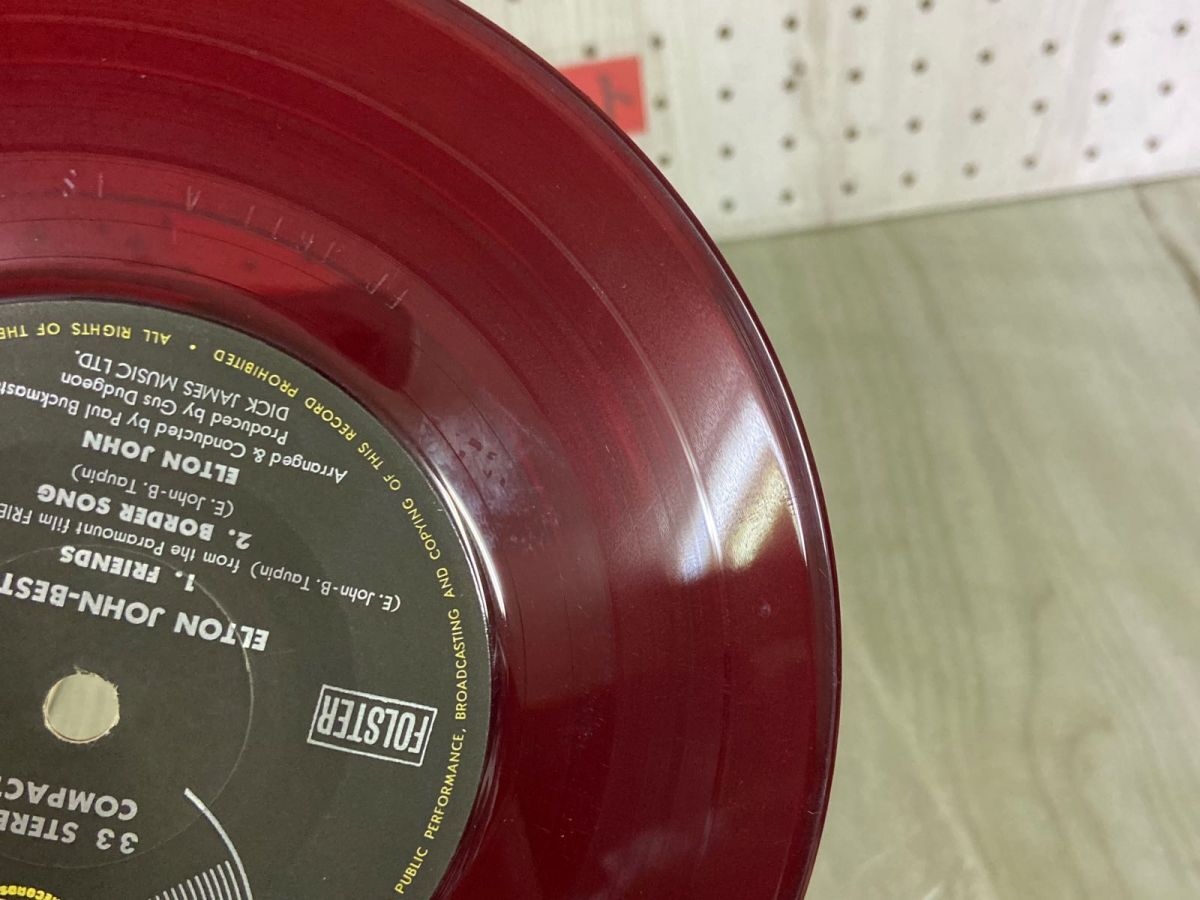 RECORDS
33 STERE
COMPACT
FOLSTER
ELTON JOHN-BEST
1. FRIENDS
(E. John-B. Taupin) from the Paramount film FRIE
2. BORDER SONG
(E. John-B. Taupin)
ELTON JOHN
Arranged & Conducted by Paul Buckmaste
Produced by Gus Dudgeon
DICK JAMES MUSIC LTD.
PUBLIC PERFORMANCE, BROADCASTING AND COPYING OF THIS RECORD PROHIBITED • ALL RIGHTS OF THE